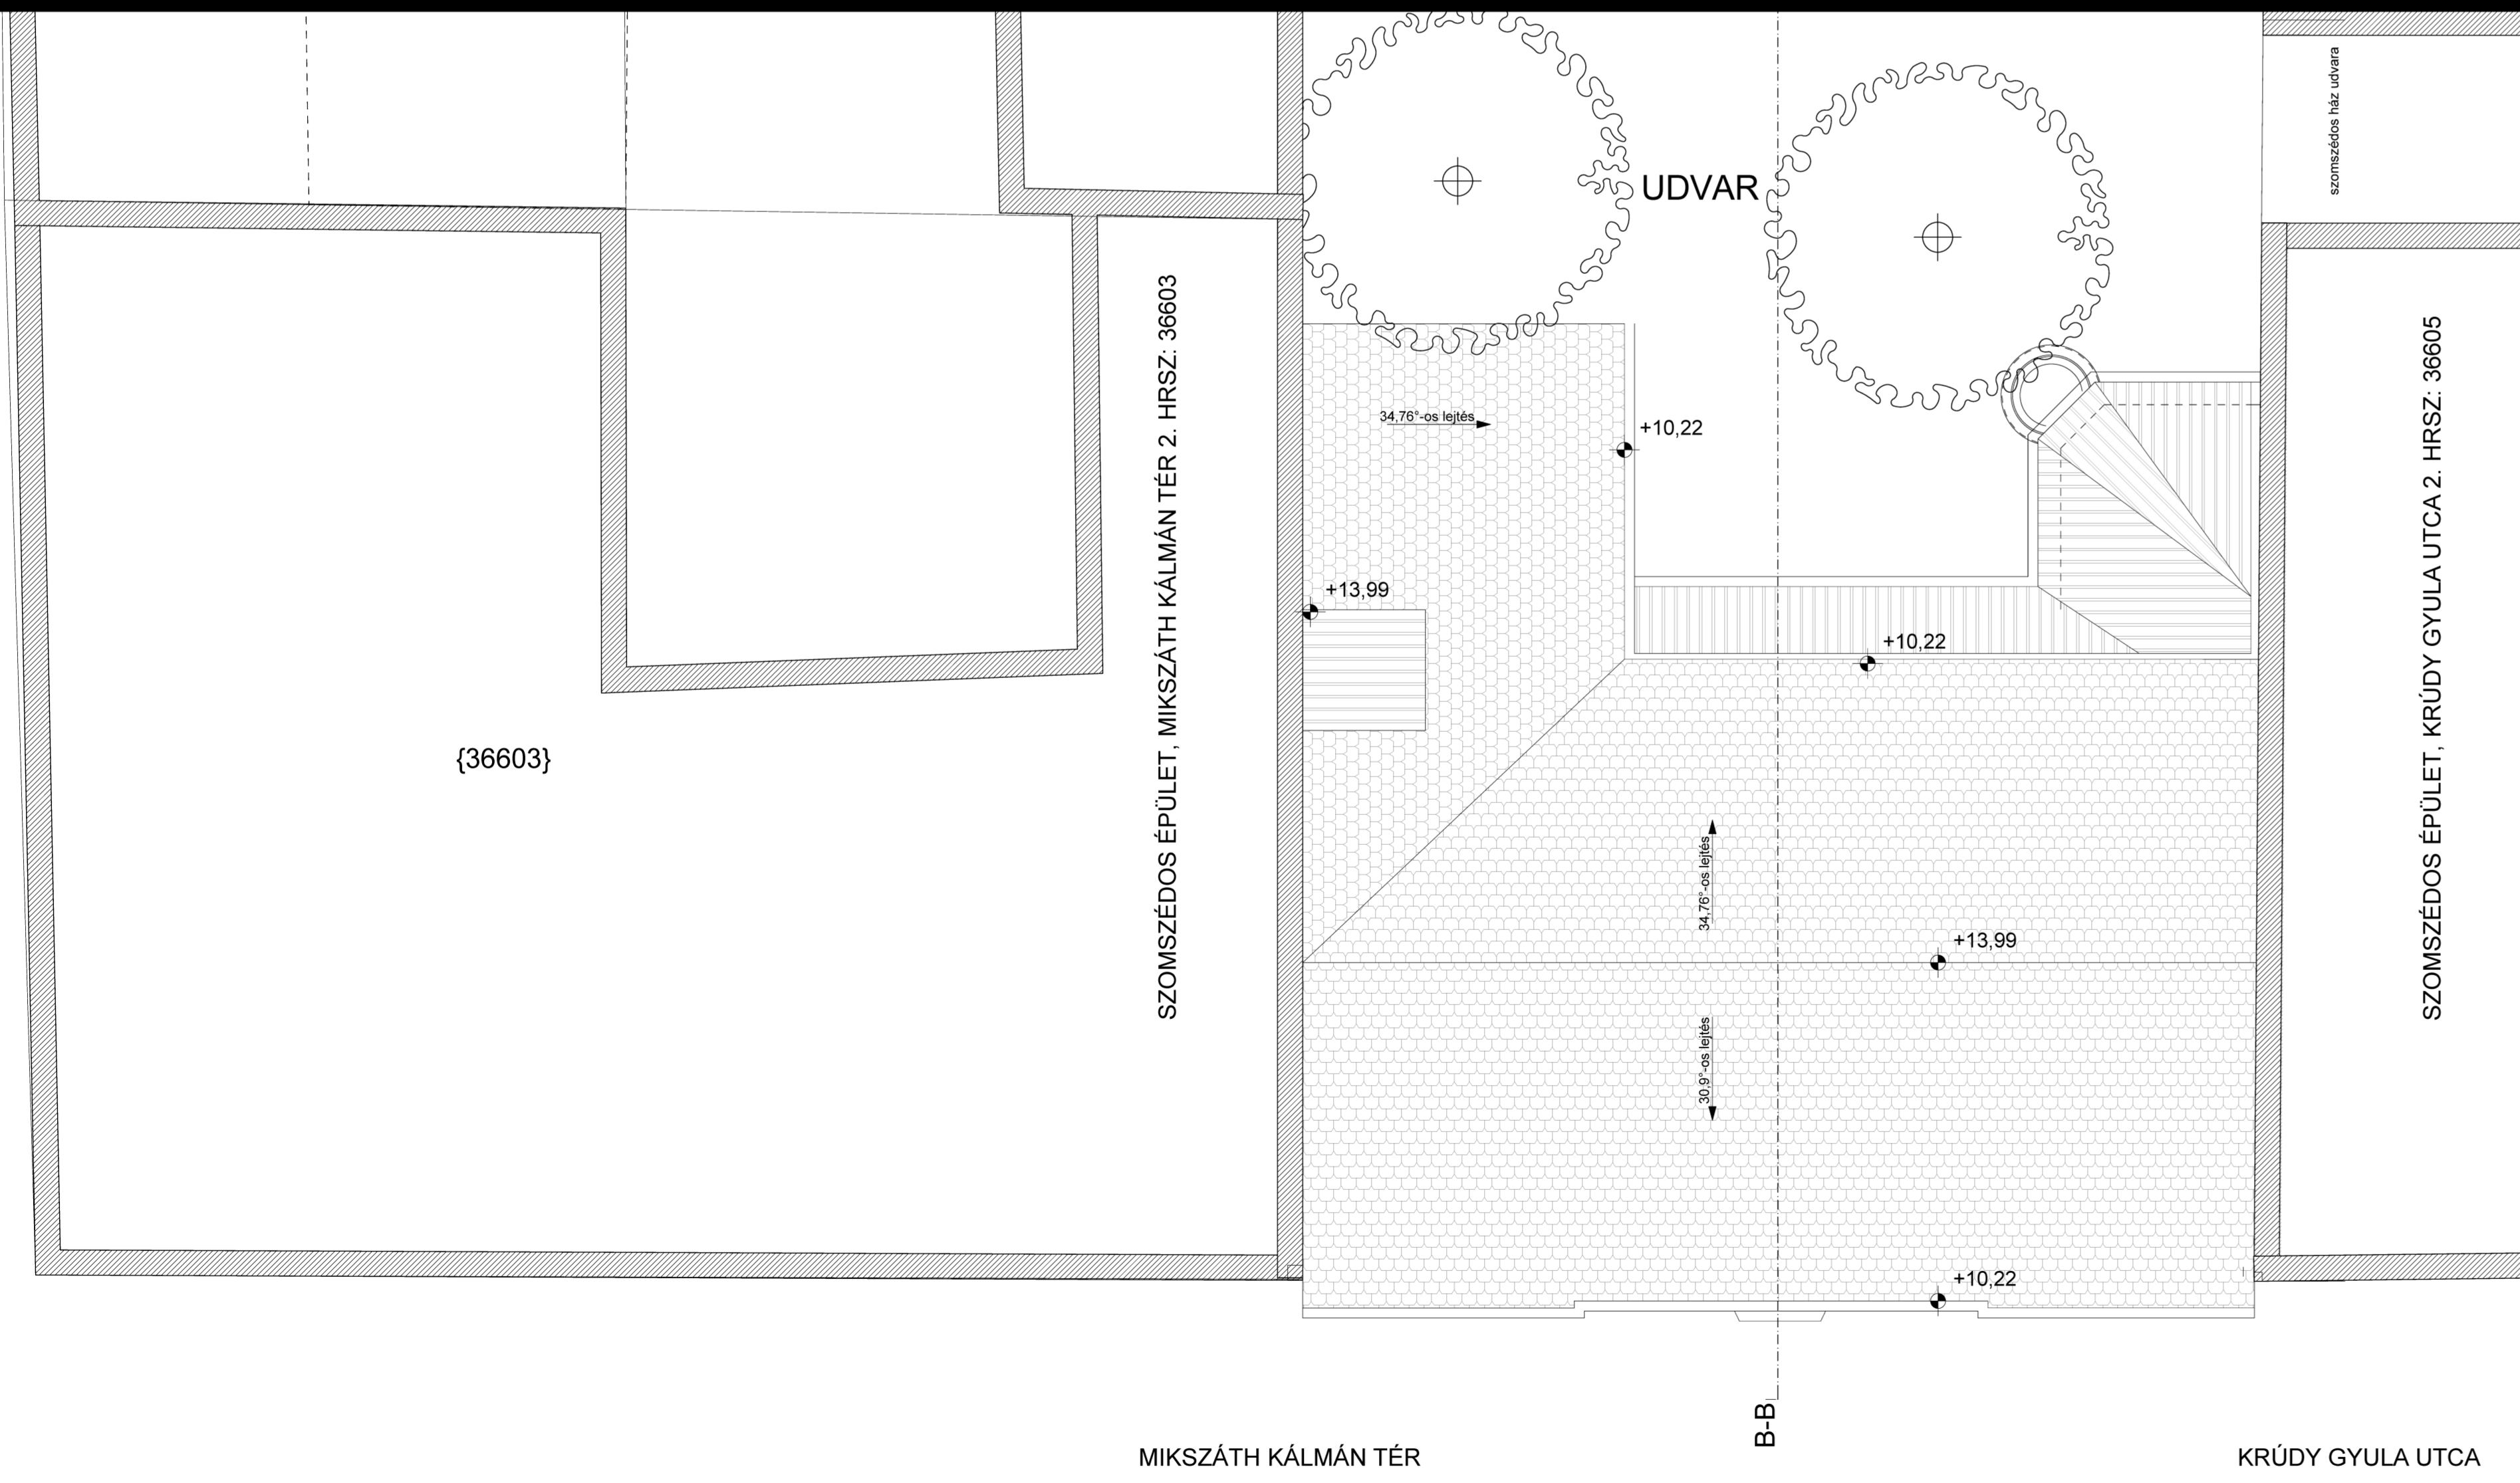 szomszédos ház udvara
UDVAR
SZOMSZÉDOS ÉPÜLET, MIKSZÁTH KÁLMÁN TÉR 2. HRSZ: 36603
SZOMSZÉDOS ÉPÜLET, KRÚDY GYULA UTCA 2. HRSZ: 36605
34,76°-os lejtés
+10,22
+13,99
+10,22
{36603}
34,76°-os lejtés
+13,99
30,9°-os lejtés
+10,22
B-B
MIKSZÁTH KÁLMÁN TÉR
KRÚDY GYULA UTCA